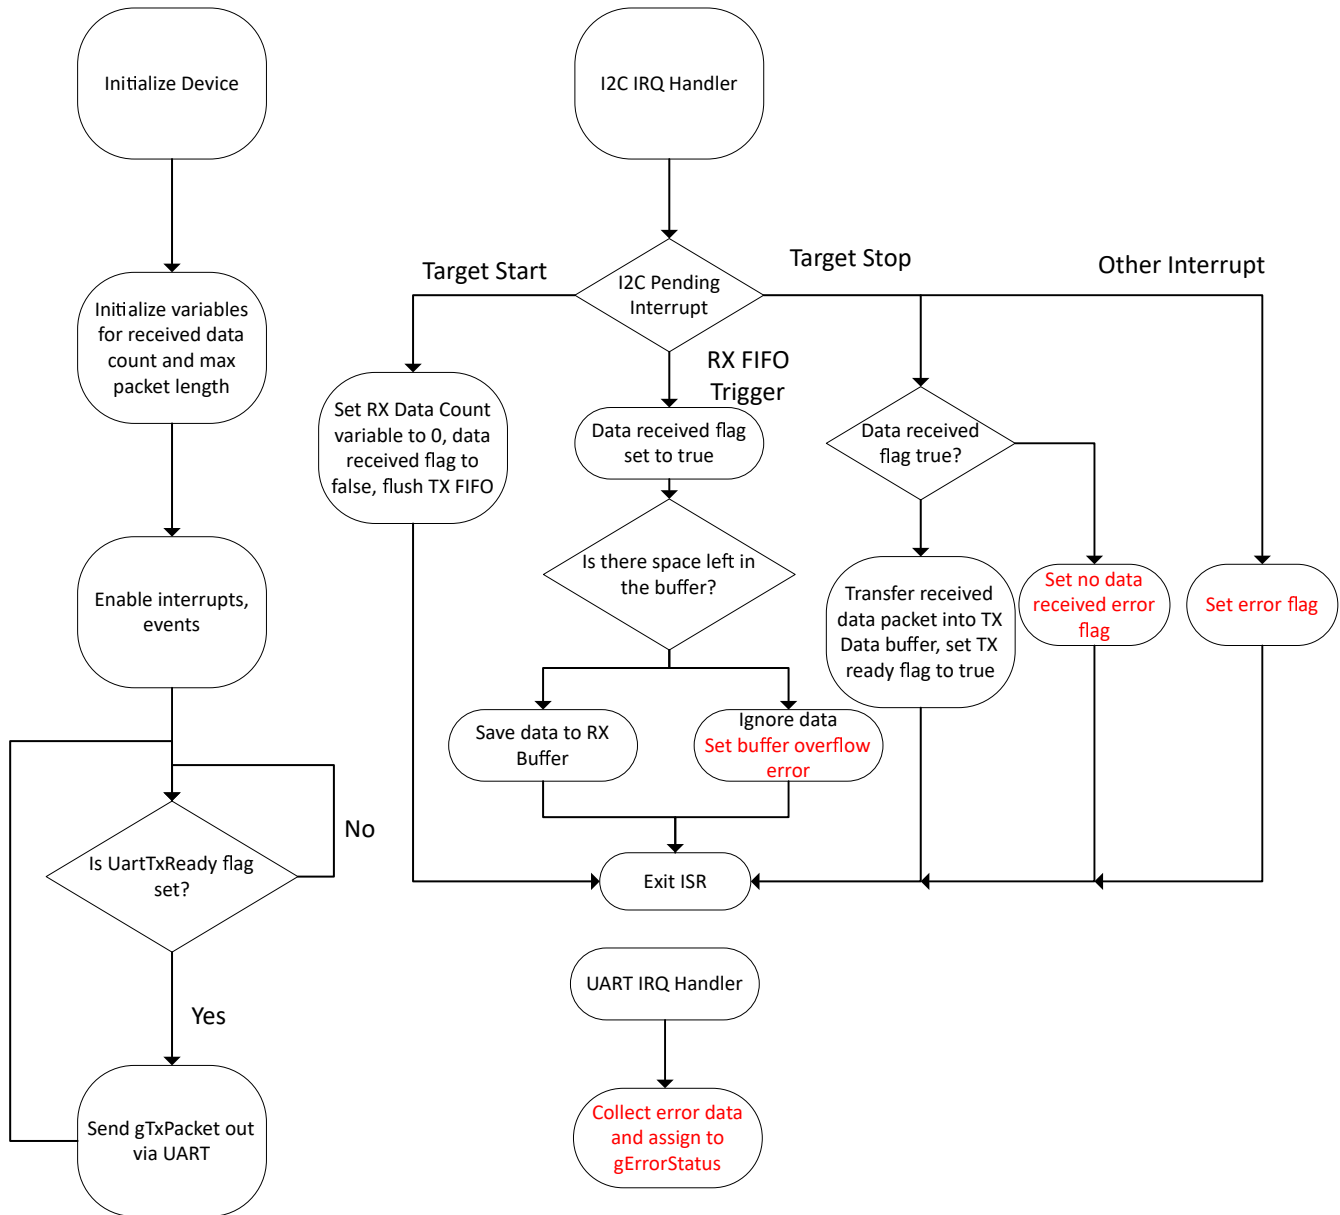 Initialize Device
Initialize variables
for received data
count and max
packet length
Enable interrupts,
events
Is UartTxReady flag
set?
No
Yes
Send gTxPacket out
via UART
I2C IRQ Handler
I2C Pending
Interrupt
Target Start
Target Stop
Other Interrupt
RX FIFO
Trigger
Set RX Data Count
variable to 0, data
received flag to
false, flush TX FIFO
Data received flag
set to true
Is there space left in
the buffer?
Save data to RX
Buffer
Ignore data
Set buffer overflow
error
Data received
flag true?
Transfer received
data packet into TX
Data buffer, set TX
ready flag to true
Set no data
received error
flag
Set error flag
Exit ISR
UART IRQ Handler
Collect error data
and assign to
gErrorStatus